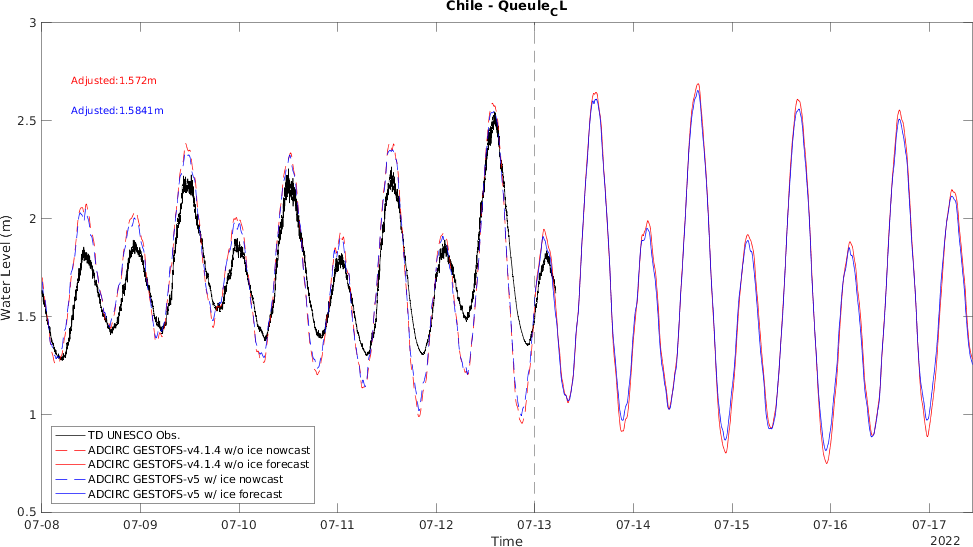 Chile - Queule_CL
Adjusted:1.572m
Adjusted:1.5841m
Water Level (m)
3
2.5
2
1.5
1
0.5
TD UNESCO Obs.
ADCIRC GESTOFS-v4.1.4 w/o ice nowcast
ADCIRC GESTOFS-v4.1.4 w/o ice forecast
ADCIRC GESTOFS-v5 w/ ice nowcast
ADCIRC GESTOFS-v5 w/ ice forecast
07-08 07-09 07-10 07-11 07-12 07-13 07-14 07-15 07-16 07-17
Time
2022